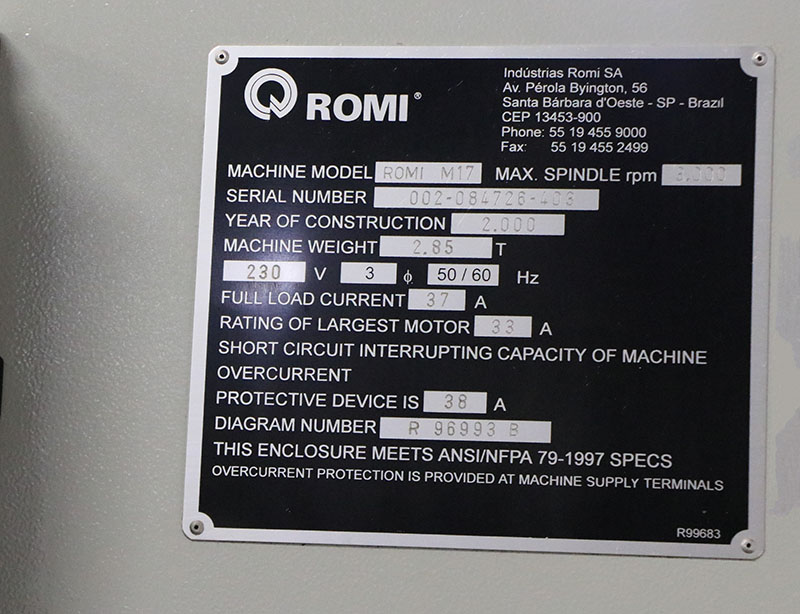 ROMI®
Indústrias Romi SA
Av. Pérola Byington, 56
Santa Bárbara d'Oeste - SP - Brazil
CEP 13453-900
Phone: 55 19 455 9000
Fax: 55 19 455 2499
MACHINE MODEL ROMI M17 MAX. SPINDLE rpm
SERIAL NUMBER 002-084726-403
YEAR OF CONSTRUCTION 2.000
MACHINE WEIGHT 2.85 T
230 V 3 ϕ 50/60 Hz
FULL LOAD CURRENT 37 A
RATING OF LARGEST MOTOR 33 A
SHORT CIRCUIT INTERRUPTING CAPACITY OF MACHINE
OVERCURRENT
PROTECTIVE DEVICE IS 38 A
DIAGRAM NUMBER R 96993 B
THIS ENCLOSURE MEETS ANSI/NFPA 79-1997 SPECS
OVERCURRENT PROTECTION IS PROVIDED AT MACHINE SUPPLY TERMINALS
R99683